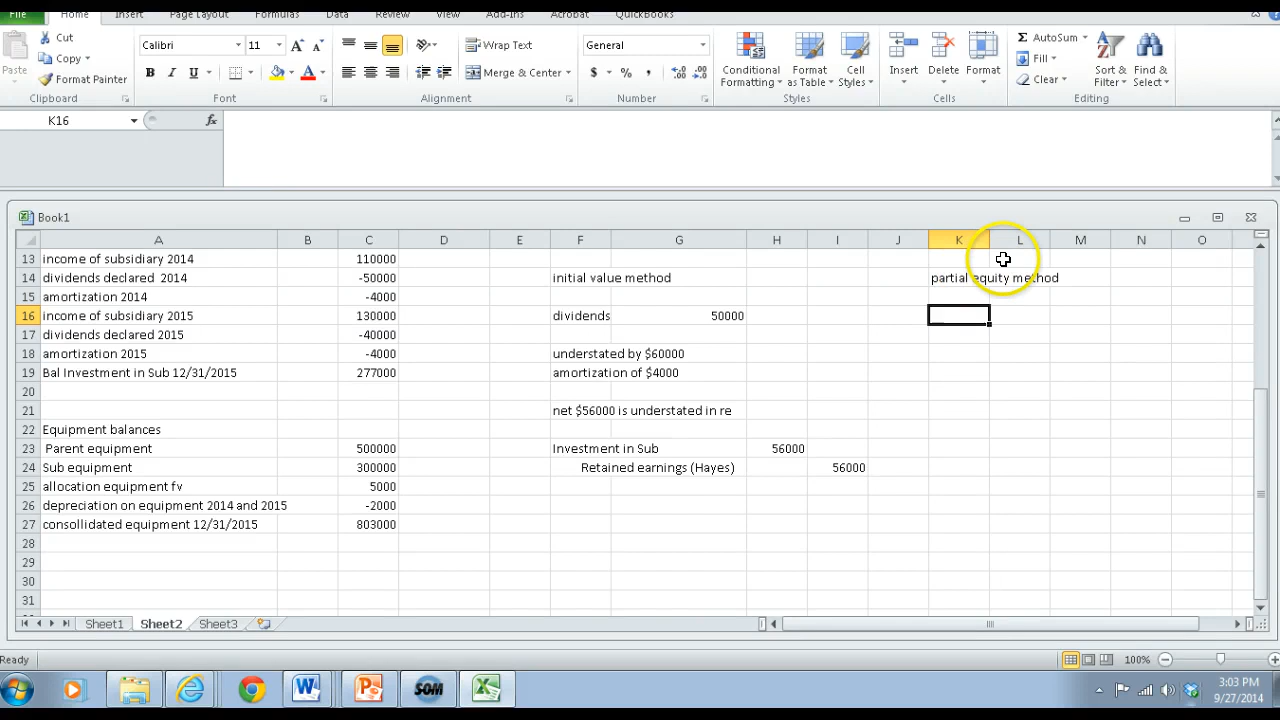 File Home Insert Page Layout Formulas Data Review View Add-Ins Acrobat QuickBooks
Cut
Copy
Format Painter
Paste
Clipboard
Calibri 11
B I U
Font
Wrap Text
Merge & Center
Alignment
General
$ % ,
Number
Conditional Formatting
Format as Table
Cell Styles
Styles
Insert Delete Format
Cells
AutoSum
Fill
Clear
Sort & Filter
Find & Select
Editing
K16 fx
Book1
A B C D E F G H I J K L M N O
13 income of subsidiary 2014 110000
14 dividends declared 2014 -50000 initial value method partial equity method
15 amortization 2014 -4000
16 income of subsidiary 2015 130000 dividends 50000
17 dividends declared 2015 -40000
18 amortization 2015 -4000 understated by $60000
19 Bal Investment in Sub 12/31/2015 277000 amortization of $4000
20
21 net $56000 is understated in re
22 Equipment balances
23 Parent equipment 500000 Investment in Sub 56000
24 Sub equipment 300000 Retained earnings (Hayes) 56000
25 allocation equipment fv 5000
26 depreciation on equipment 2014 and 2015 -2000
27 consollidated equipment 12/31/2015 803000
28
29
30
31
Sheet1 Sheet2 Sheet3
Ready 100%
SOM
3:03 PM
9/27/2014